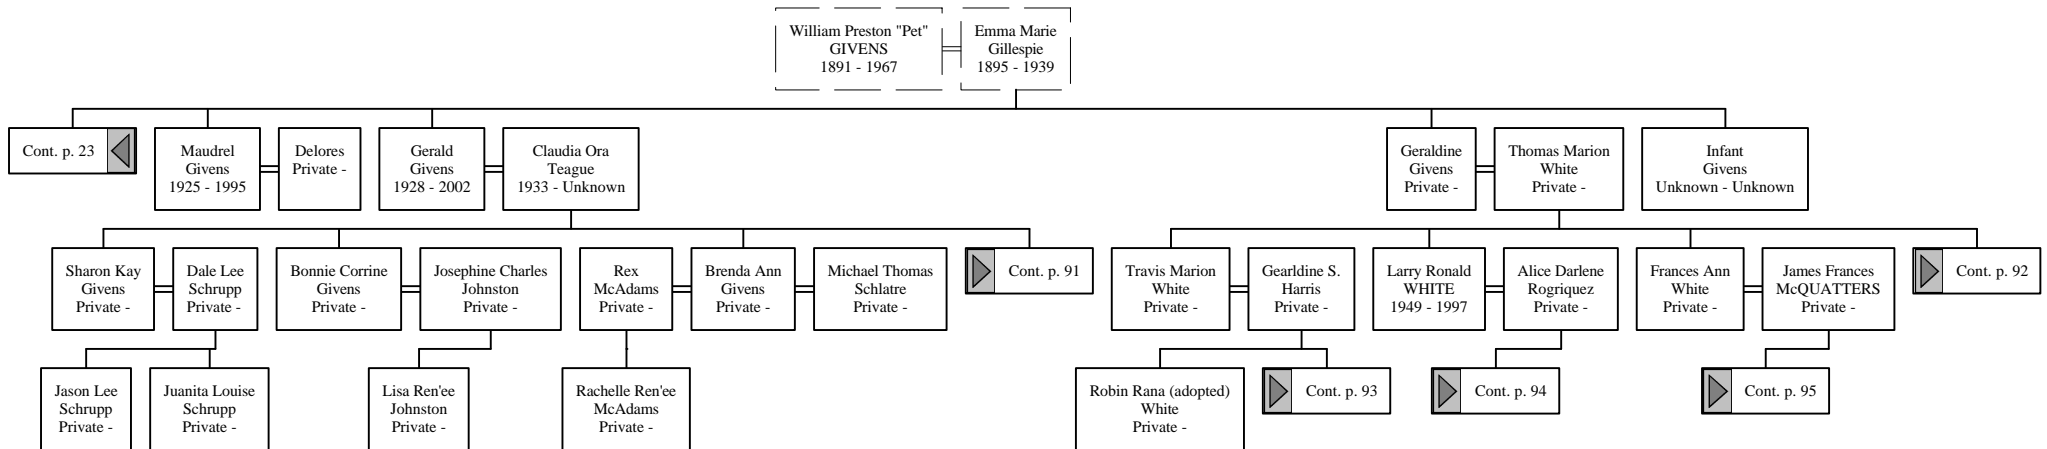 William Preston "Pet"
GIVENS
1891 - 1967
Emma Marie
Gillespie
1895 - 1939
Cont. p. 23
Maudrel
Givens
1925 - 1995
Delores
Private -
Gerald
Givens
1928 - 2002
Claudia Ora
Teague
1933 - Unknown
Geraldine
Givens
Private -
Thomas Marion
White
Private -
Infant
Givens
Unknown - Unknown
Sharon Kay
Givens
Private -
Dale Lee
Schrupp
Private -
Bonnie Corrine
Givens
Private -
Josephine Charles
Johnston
Private -
Rex
McAdams
Private -
Brenda Ann
Givens
Private -
Michael Thomas
Schlatre
Private -
Cont. p. 91
Travis Marion
White
Private -
Gearldine S.
Harris
Private -
Larry Ronald
WHITE
1949 - 1997
Alice Darlene
Rogriquez
Private -
Frances Ann
White
Private -
James Frances
McQUATTERS
Private -
Cont. p. 92
Jason Lee
Schrupp
Private -
Juanita Louise
Schrupp
Private -
Lisa Ren'ee
Johnston
Private -
Rachelle Ren'ee
McAdams
Private -
Robin Rana (adopted)
White
Private -
Cont. p. 93
Cont. p. 94
Cont. p. 95